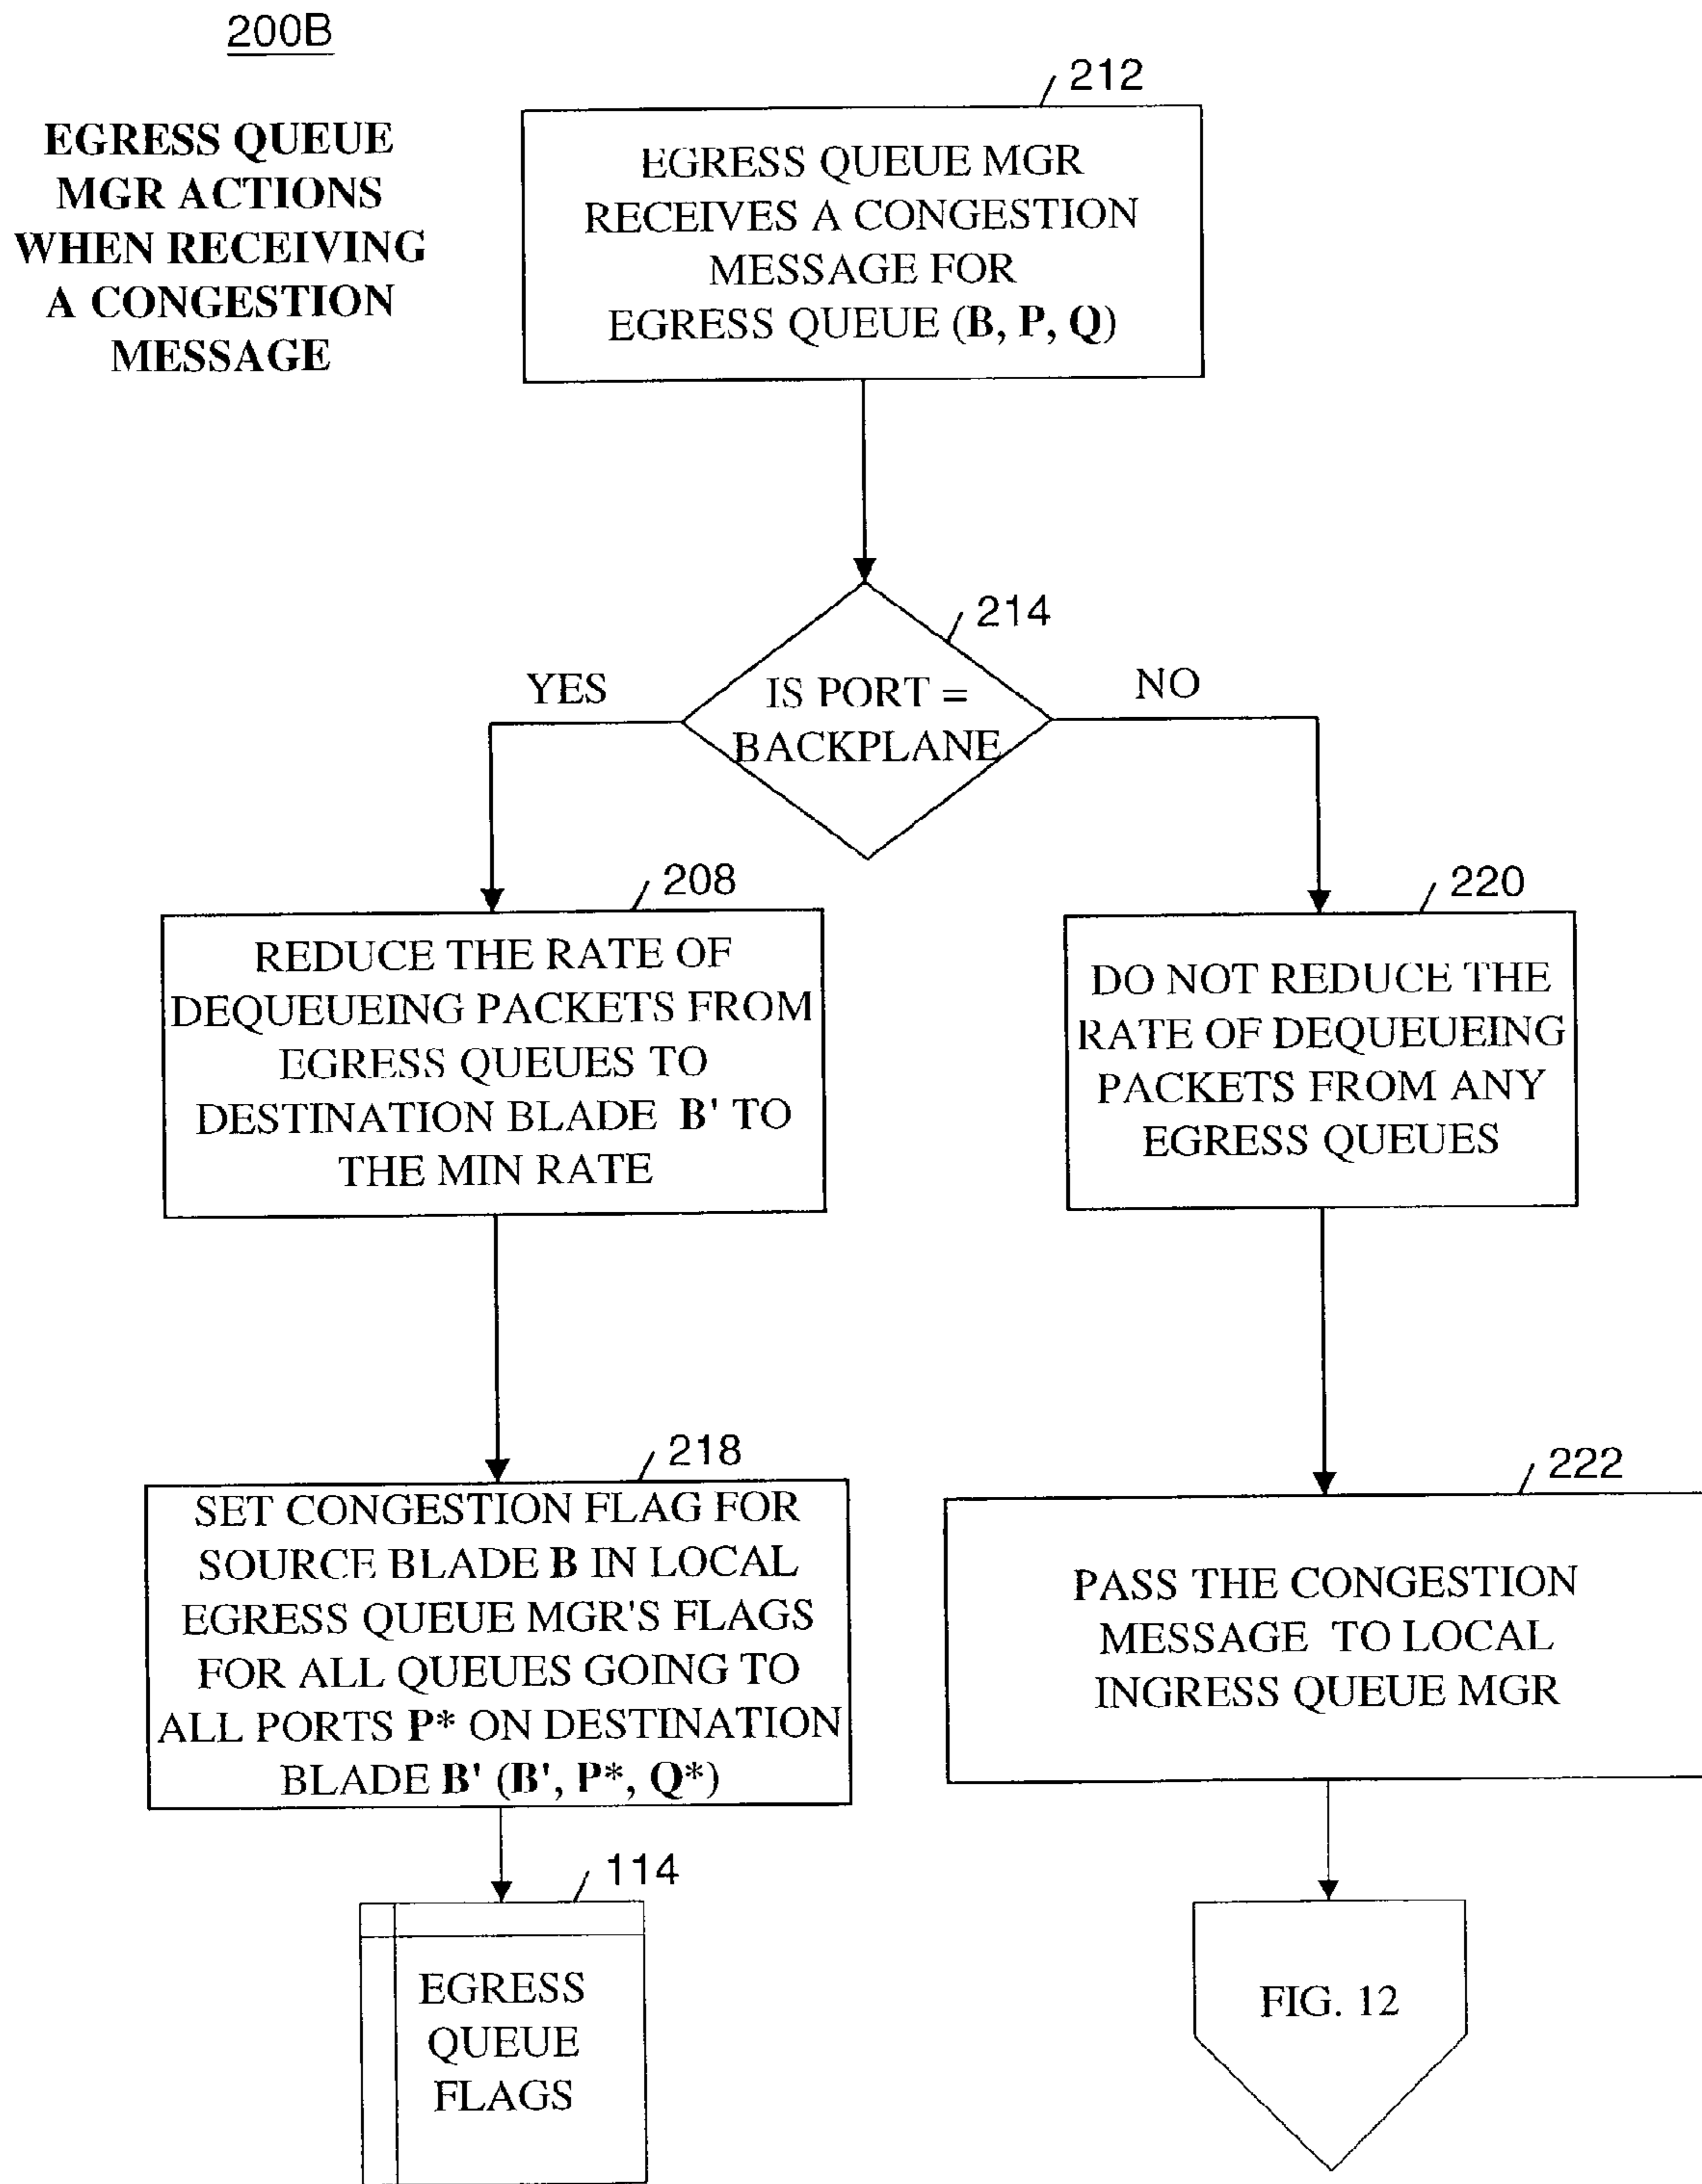 200B
EGRESS QUEUE
MGR ACTIONS
WHEN RECEIVING
A CONGESTION
MESSAGE
212
EGRESS QUEUE MGR
RECEIVES A CONGESTION
MESSAGE FOR
EGRESS QUEUE (B, P, Q)
214
IS PORT =
BACKPLANE
YES
NO
208
REDUCE THE RATE OF
DEQUEUEING PACKETS FROM
EGRESS QUEUES TO
DESTINATION BLADE B' TO
THE MIN RATE
220
DO NOT REDUCE THE
RATE OF DEQUEUEING
PACKETS FROM ANY
EGRESS QUEUES
218
SET CONGESTION FLAG FOR
SOURCE BLADE B IN LOCAL
EGRESS QUEUE MGR'S FLAGS
FOR ALL QUEUES GOING TO
ALL PORTS P* ON DESTINATION
BLADE B' (B', P*, Q*)
222
PASS THE CONGESTION
MESSAGE TO LOCAL
INGRESS QUEUE MGR
114
EGRESS
QUEUE
FLAGS
FIG. 12